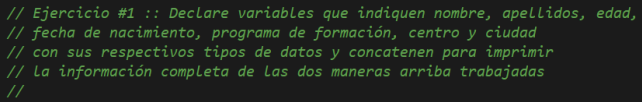 // Ejercicio #1 :: Declare variables que indiquen nombre, apellidos, edad,
// fecha de nacimiento, programa de formación, centro y ciudad
// con sus respectivos tipos de datos y concatenen para imprimir
// la información completa de las dos maneras arriba trabajadas
//